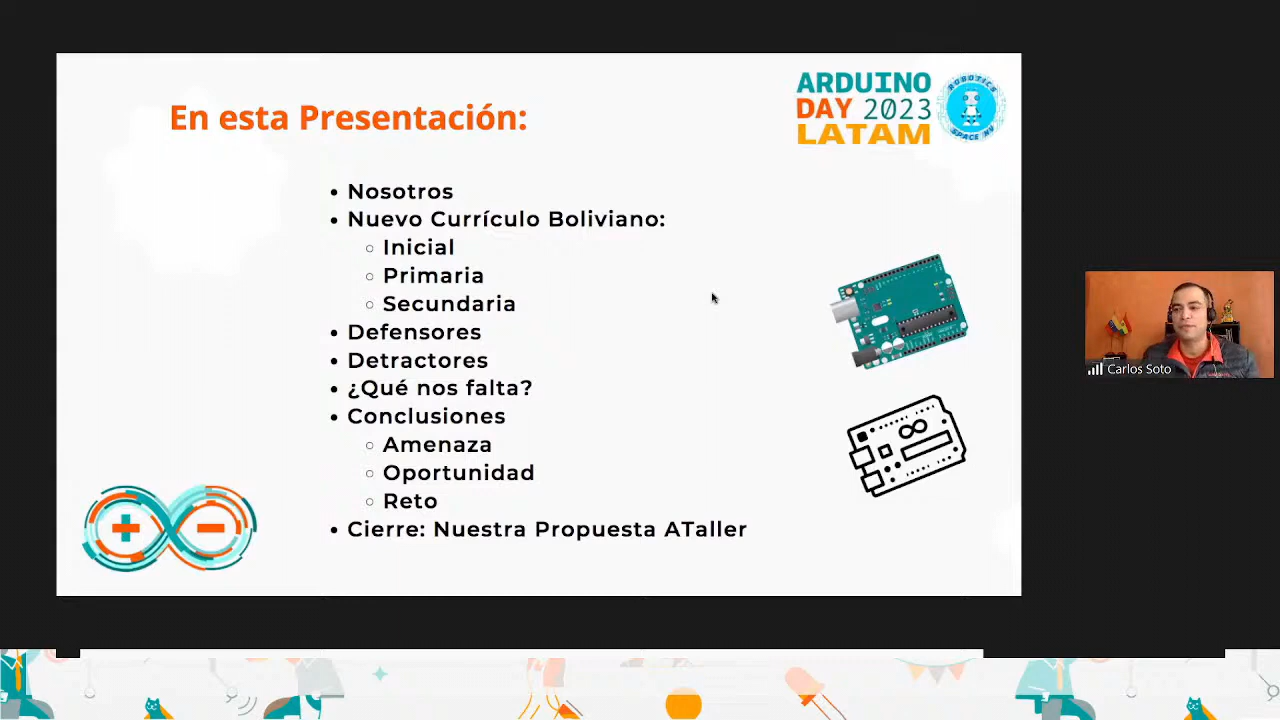 En esta Presentación:
ARDUINO
DAY 2023
LATAM
ROBOTICS
SPACE NV
• Nosotros
• Nuevo Currículo Boliviano:
○ Inicial
○ Primaria
○ Secundaria
• Defensores
• Detractores
• ¿Qué nos falta?
• Conclusiones
○ Amenaza
○ Oportunidad
○ Reto
• Cierre: Nuestra Propuesta ATaller
Carlos Soto